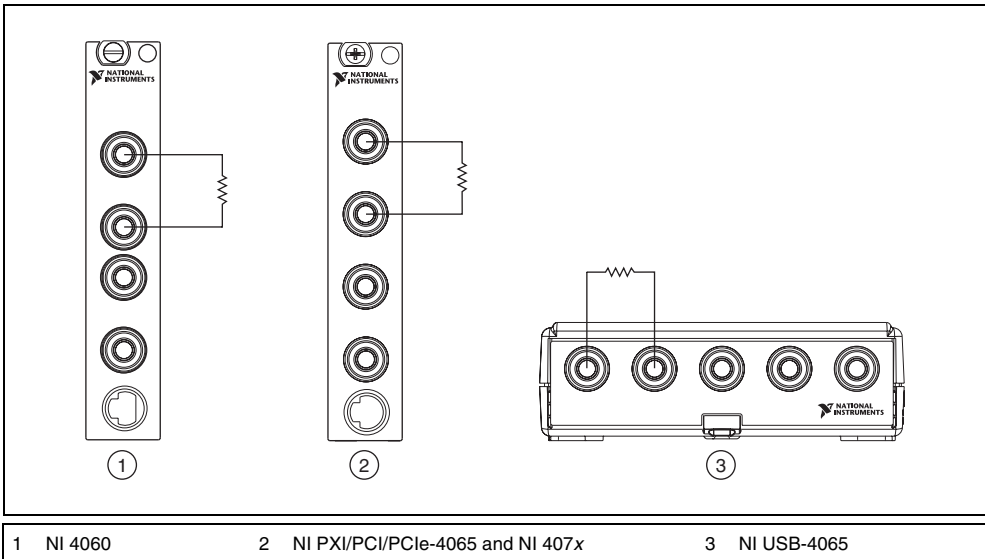 NATIONAL
INSTRUMENTS
NATIONAL
INSTRUMENTS
NATIONAL
INSTRUMENTS
1
2
3
1 NI 4060 2 NI PXI/PCI/PCIe-4065 and NI 407x 3 NI USB-4065